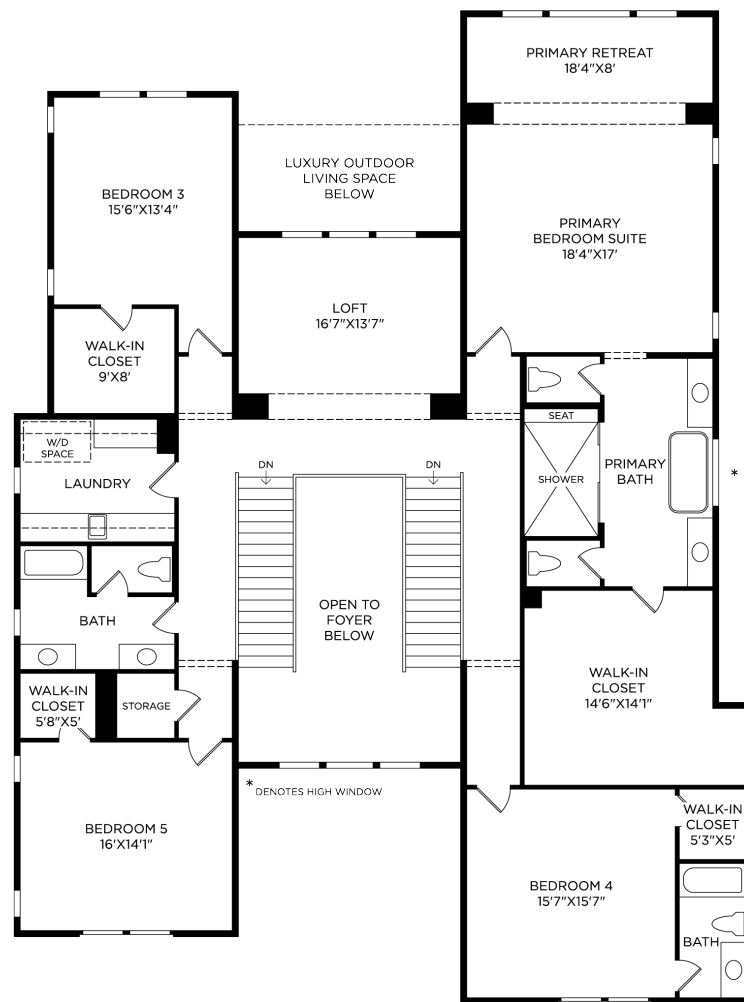 PRIMARY RETREAT
18'4"X8'
LUXURY OUTDOOR
LIVING SPACE
BELOW
BEDROOM 3
15'6"X13'4"
PRIMARY
BEDROOM SUITE
18'4"X17'
LOFT
16'7"X13'7"
WALK-IN
CLOSET
9'X8'
W/D
SPACE
LAUNDRY
DN
DN
SEAT
SHOWER
PRIMARY
BATH
*
OPEN TO
FOYER
BELOW
BATH
WALK-IN
CLOSET
5'8"X5'
STORAGE
WALK-IN
CLOSET
14'6"X14'1"
* DENOTES HIGH WINDOW
BEDROOM 5
16'X14'1"
WALK-IN
CLOSET
5'3"X5'
BEDROOM 4
15'7"X15'7"
BATH